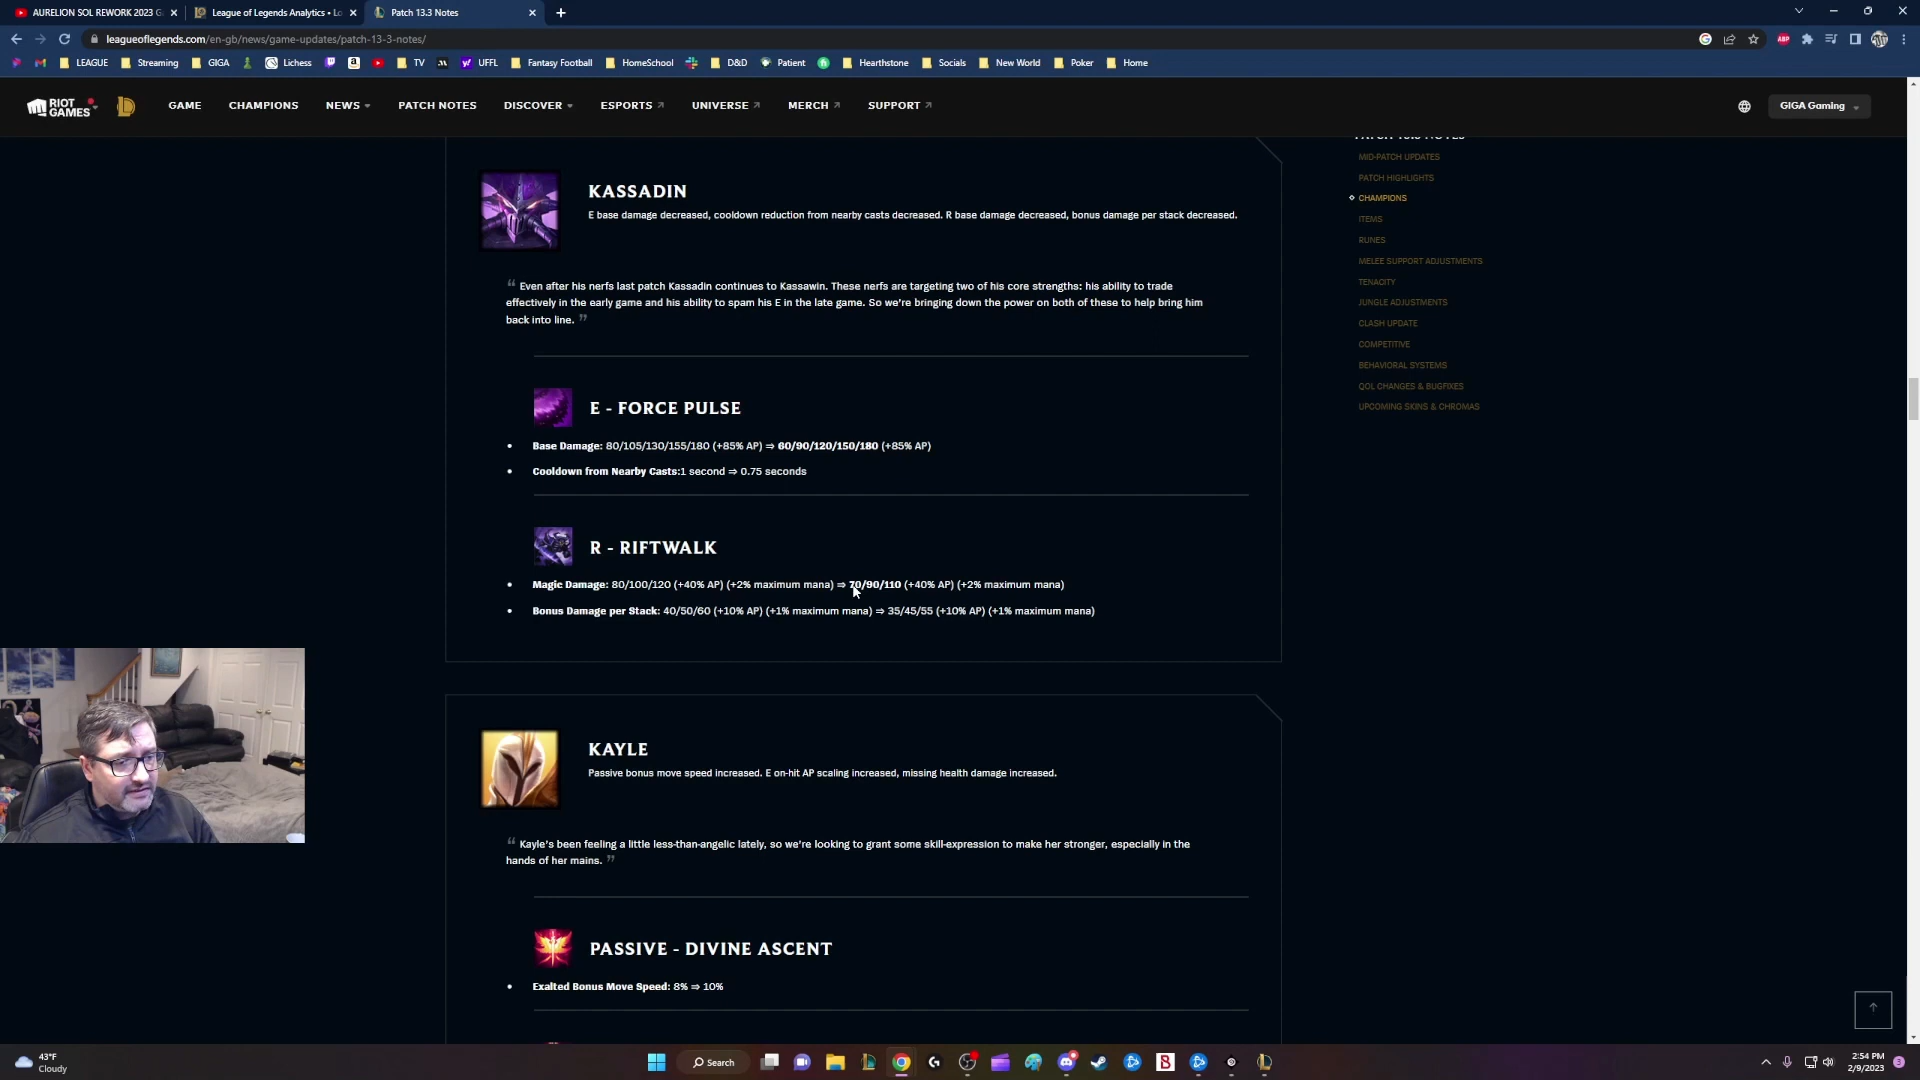 AURELION SOL REWORK 2023 G
League of Legends Analytics • Lo
Patch 13.3 Notes
leagueoflegends.com/en-gb/news/game-updates/patch-13-3-notes/
LEAGUE
Streaming
GIGA
Lichess
TV
UFFL
Fantasy Football
HomeSchool
D&D
Patient
Hearthstone
Socials
New World
Poker
Home
RIOT GAMES
GAME
CHAMPIONS
NEWS
PATCH NOTES
DISCOVER
ESPORTS
UNIVERSE
MERCH
SUPPORT
GIGA Gaming
KASSADIN
E base damage decreased, cooldown reduction from nearby casts decreased. R base damage decreased, bonus damage per stack decreased.
“ Even after his nerfs last patch Kassadin continues to Kassawin. These nerfs are targeting two of his core strengths: his ability to trade
effectively in the early game and his ability to spam his E in the late game. So we're bringing down the power on both of these to help bring him
back into line. ”
E - FORCE PULSE
• Base Damage: 80/105/130/155/180 (+85% AP) ⇒ 60/90/120/150/180 (+85% AP)
• Cooldown from Nearby Casts:1 second ⇒ 0.75 seconds
R - RIFTWALK
• Magic Damage: 80/100/120 (+40% AP) (+2% maximum mana) ⇒ 70/90/110 (+40% AP) (+2% maximum mana)
• Bonus Damage per Stack: 40/50/60 (+10% AP) (+1% maximum mana) ⇒ 35/45/55 (+10% AP) (+1% maximum mana)
KAYLE
Passive bonus move speed increased. E on-hit AP scaling increased, missing health damage increased.
“ Kayle's been feeling a little less-than-angelic lately, so we're looking to grant some skill-expression to make her stronger, especially in the
hands of her mains. ”
PASSIVE - DIVINE ASCENT
• Exalted Bonus Move Speed: 8% ⇒ 10%
PATCH 13.3 NOTES
MID-PATCH UPDATES
PATCH HIGHLIGHTS
CHAMPIONS
ITEMS
RUNES
MELEE SUPPORT ADJUSTMENTS
TENACITY
JUNGLE ADJUSTMENTS
CLASH UPDATE
COMPETITIVE
BEHAVIORAL SYSTEMS
QOL CHANGES & BUGFIXES
UPCOMING SKINS & CHROMAS
43°F
Cloudy
Search
2:54 PM
2/9/2023